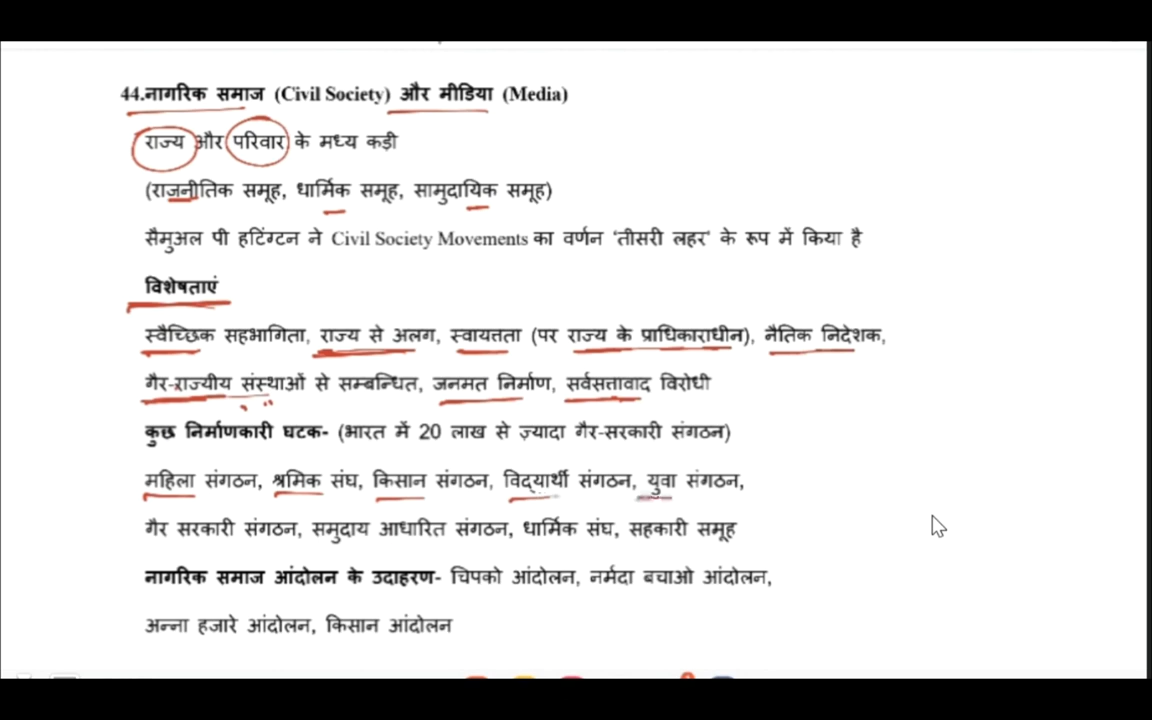 44.नागरिक समाज (Civil Society) और मीडिया (Media)
राज्य और परिवार के मध्य कड़ी
(राजनीतिक समूह, धार्मिक समूह, सामुदायिक समूह)
सैमुअल पी हटिंग्टन ने Civil Society Movements का वर्णन 'तीसरी लहर' के रूप में किया है
विशेषताएं
स्वैच्छिक सहभागिता, राज्य से अलग, स्वायत्तता (पर राज्य के प्राधिकाराधीन), नैतिक निदेशक,
गैर-राज्यीय संस्थाओं से सम्बन्धित, जनमत निर्माण, सर्वसत्तावाद विरोधी
कुछ निर्माणकारी घटक- (भारत में 20 लाख से ज़्यादा गैर-सरकारी संगठन)
महिला संगठन, श्रमिक संघ, किसान संगठन, विद्यार्थी संगठन, युवा संगठन,
गैर सरकारी संगठन, समुदाय आधारित संगठन, धार्मिक संघ, सहकारी समूह
नागरिक समाज आंदोलन के उदाहरण- चिपको आंदोलन, नर्मदा बचाओ आंदोलन,
अन्ना हजारे आंदोलन, किसान आंदोलन